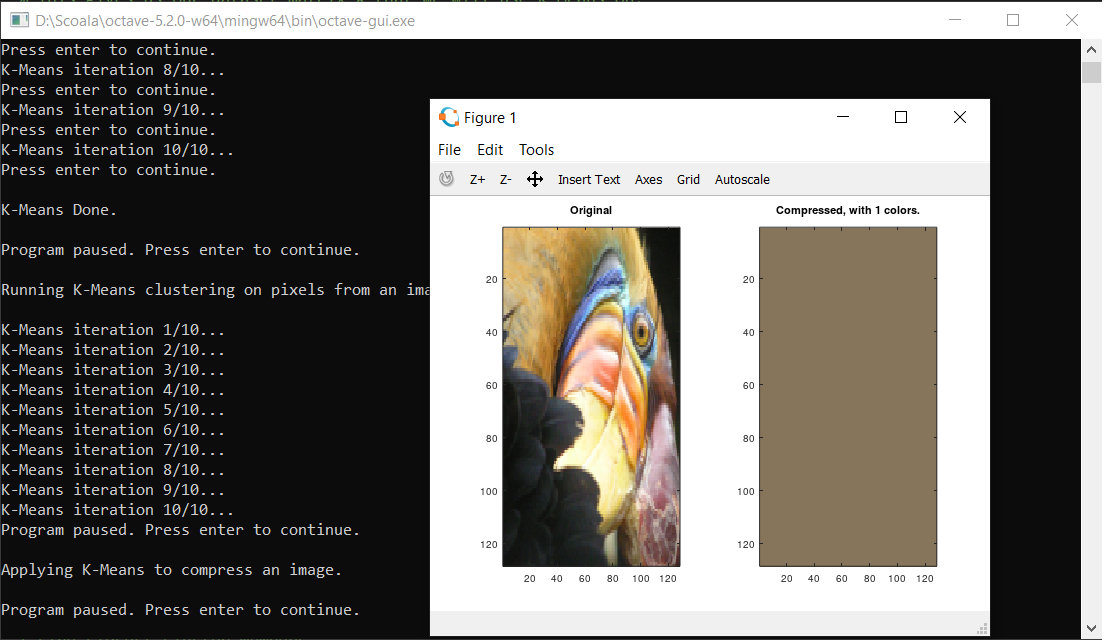 D:\Scoala\octave-5.2.0-w64\mingw64\bin\octave-gui.exe
Press enter to continue.
K-Means iteration 8/10...
Press enter to continue.
K-Means iteration 9/10...
Press enter to continue.
K-Means iteration 10/10...
Press enter to continue.
K-Means Done.
Program paused. Press enter to continue.
Running K-Means clustering on pixels from an ima
K-Means iteration 1/10...
K-Means iteration 2/10...
K-Means iteration 3/10...
K-Means iteration 4/10...
K-Means iteration 5/10...
K-Means iteration 6/10...
K-Means iteration 7/10...
K-Means iteration 8/10...
K-Means iteration 9/10...
K-Means iteration 10/10...
Program paused. Press enter to continue.
Applying K-Means to compress an image.
Program paused. Press enter to continue.
Figure 1
File Edit Tools
Z+ Z- Insert Text Axes Grid Autoscale
Original
20
40
60
80
100
120
20 40 60 80 100 120
Compressed, with 1 colors.
20
40
60
80
100
120
20 40 60 80 100 120